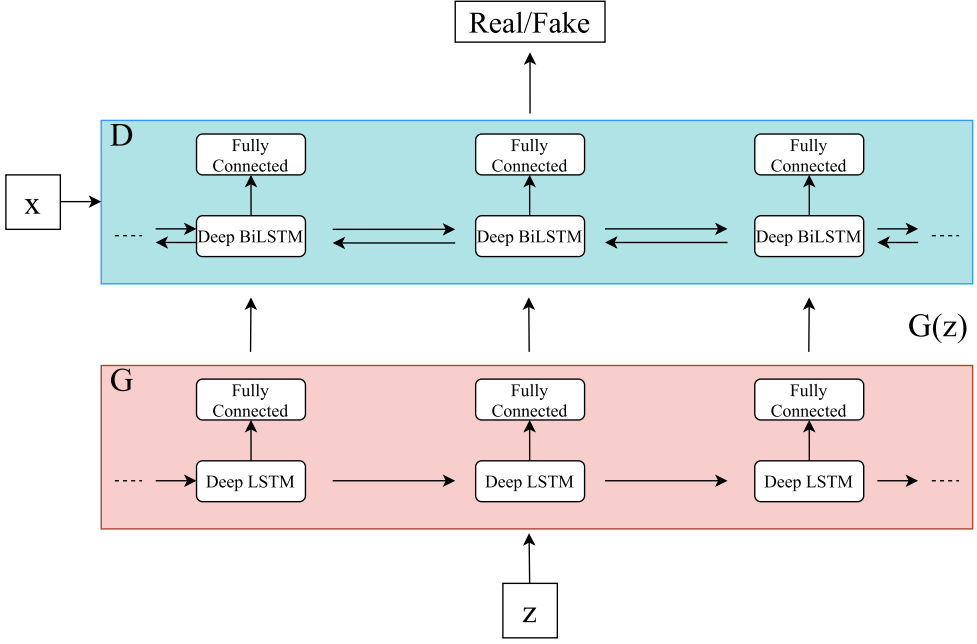 Real/Fake
D
Fully
Connected
Fully
Connected
Fully
Connected
x
Deep BiLSTM
Deep BiLSTM
Deep BiLSTM
G(z)
G
Fully
Connected
Fully
Connected
Fully
Connected
Deep LSTM
Deep LSTM
Deep LSTM
z